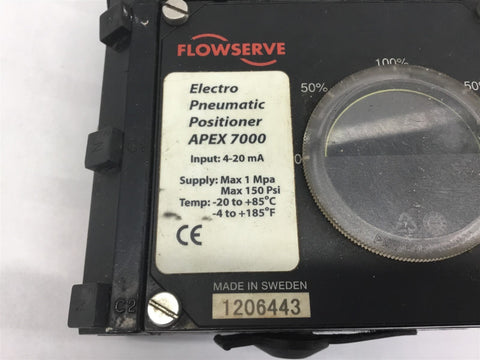 FLOWSERVE
Electro
Pneumatic
Positioner
APEX 7000
Input: 4-20 mA
Supply: Max 1 Mpa
Max 150 Psi
Temp: -20 to +85°C
-4 to +185°F
CE
100%
50%
50
0
MADE IN SWEDEN
1206443
C2